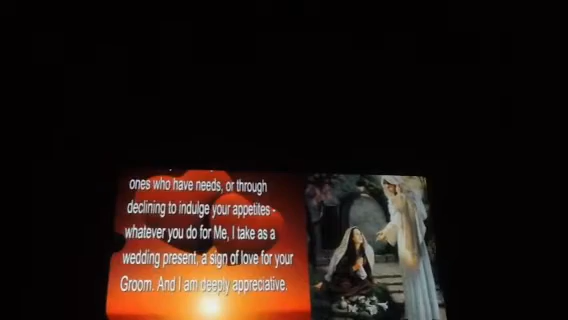 ones who have needs, or through
declining to indulge your appetites -
whatever you do for Me, I take as a
wedding present, a sign of love for your
Groom. And I am deeply appreciative.